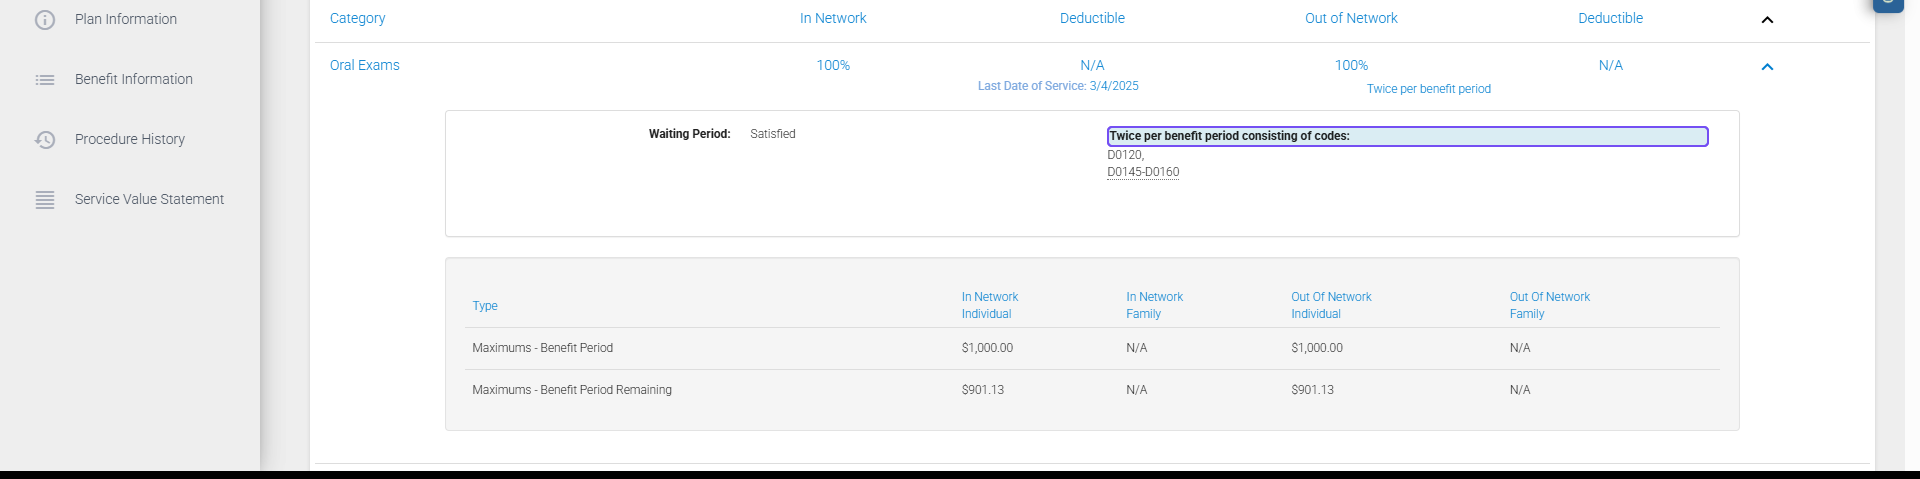 Plan Information
Benefit Information
Procedure History
Service Value Statement
Category In Network Deductible Out of Network Deductible
Oral Exams 100% N/A 100% N/A
Last Date of Service: 3/4/2025 Twice per benefit period
Waiting Period: Satisfied Twice per benefit period consisting of codes:
D0120,
D0145-D0160
Type In Network Individual In Network Family Out Of Network Individual Out Of Network Family
Maximums - Benefit Period $1,000.00 N/A $1,000.00 N/A
Maximums - Benefit Period Remaining $901.13 N/A $901.13 N/A